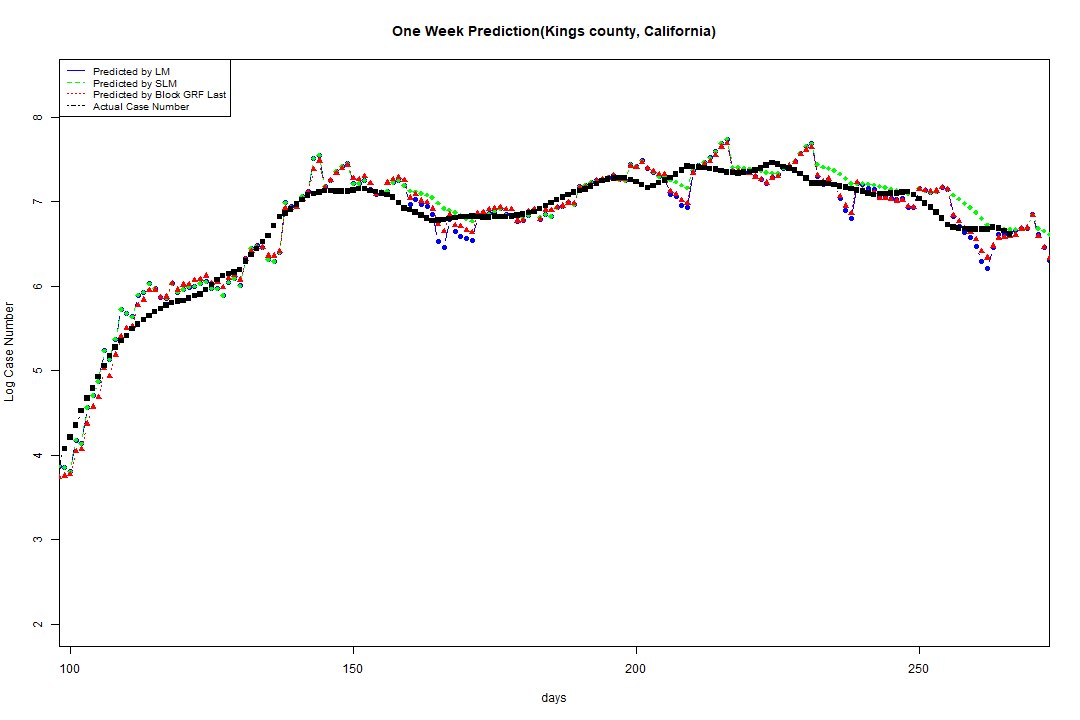 One Week Prediction(Kings county, California)
Predicted by LM
Predicted by SLM
Predicted by Block GRF Last
Actual Case Number
8
7
6
5
4
3
2
Log Case Number
100 150 200 250
days